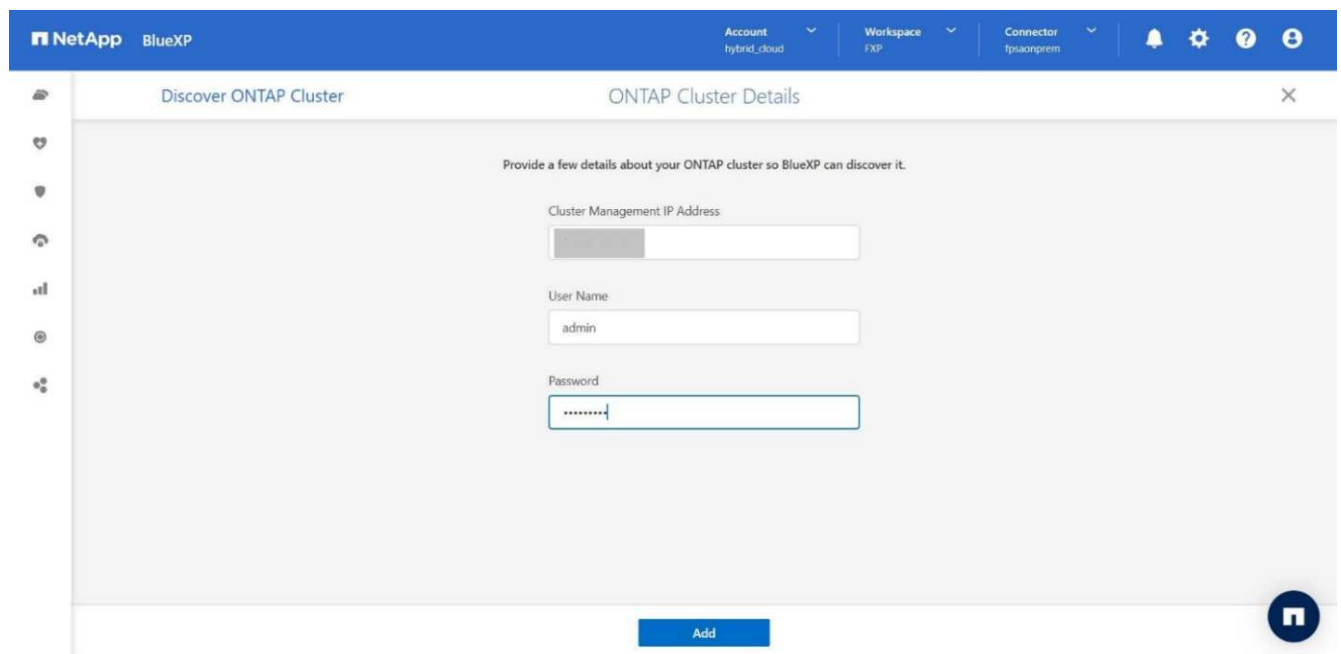 NetApp BlueXP
Account
hybrid_cloud
Workspace
FXP
Connector
fpsaonprem
Discover ONTAP Cluster
ONTAP Cluster Details
Provide a few details about your ONTAP cluster so BlueXP can discover it.
Cluster Management IP Address
User Name
admin
Password
•••••••••
Add